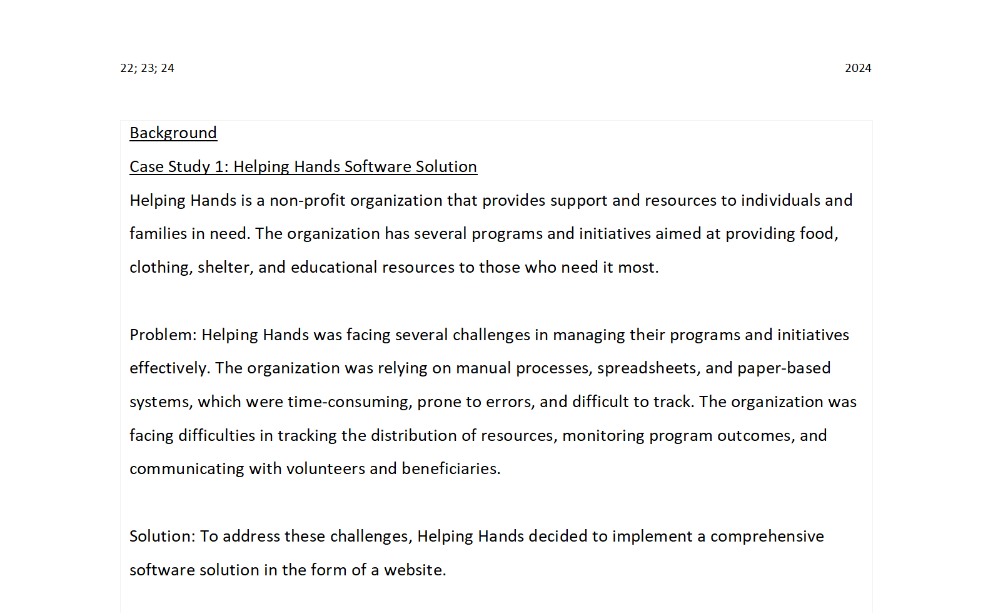 22; 23; 24 2024
Background
Case Study 1: Helping Hands Software Solution
Helping Hands is a non-profit organization that provides support and resources to individuals and
families in need. The organization has several programs and initiatives aimed at providing food,
clothing, shelter, and educational resources to those who need it most.
Problem: Helping Hands was facing several challenges in managing their programs and initiatives
effectively. The organization was relying on manual processes, spreadsheets, and paper-based
systems, which were time-consuming, prone to errors, and difficult to track. The organization was
facing difficulties in tracking the distribution of resources, monitoring program outcomes, and
communicating with volunteers and beneficiaries.
Solution: To address these challenges, Helping Hands decided to implement a comprehensive
software solution in the form of a website.